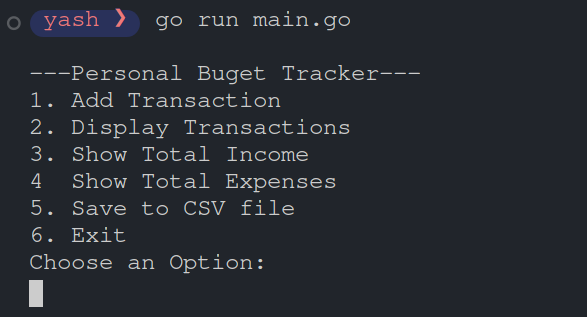 yash ❯ go run main.go
---Personal Buget Tracker---
1. Add Transaction
2. Display Transactions
3. Show Total Income
4  Show Total Expenses
5. Save to CSV file
6. Exit
Choose an Option: